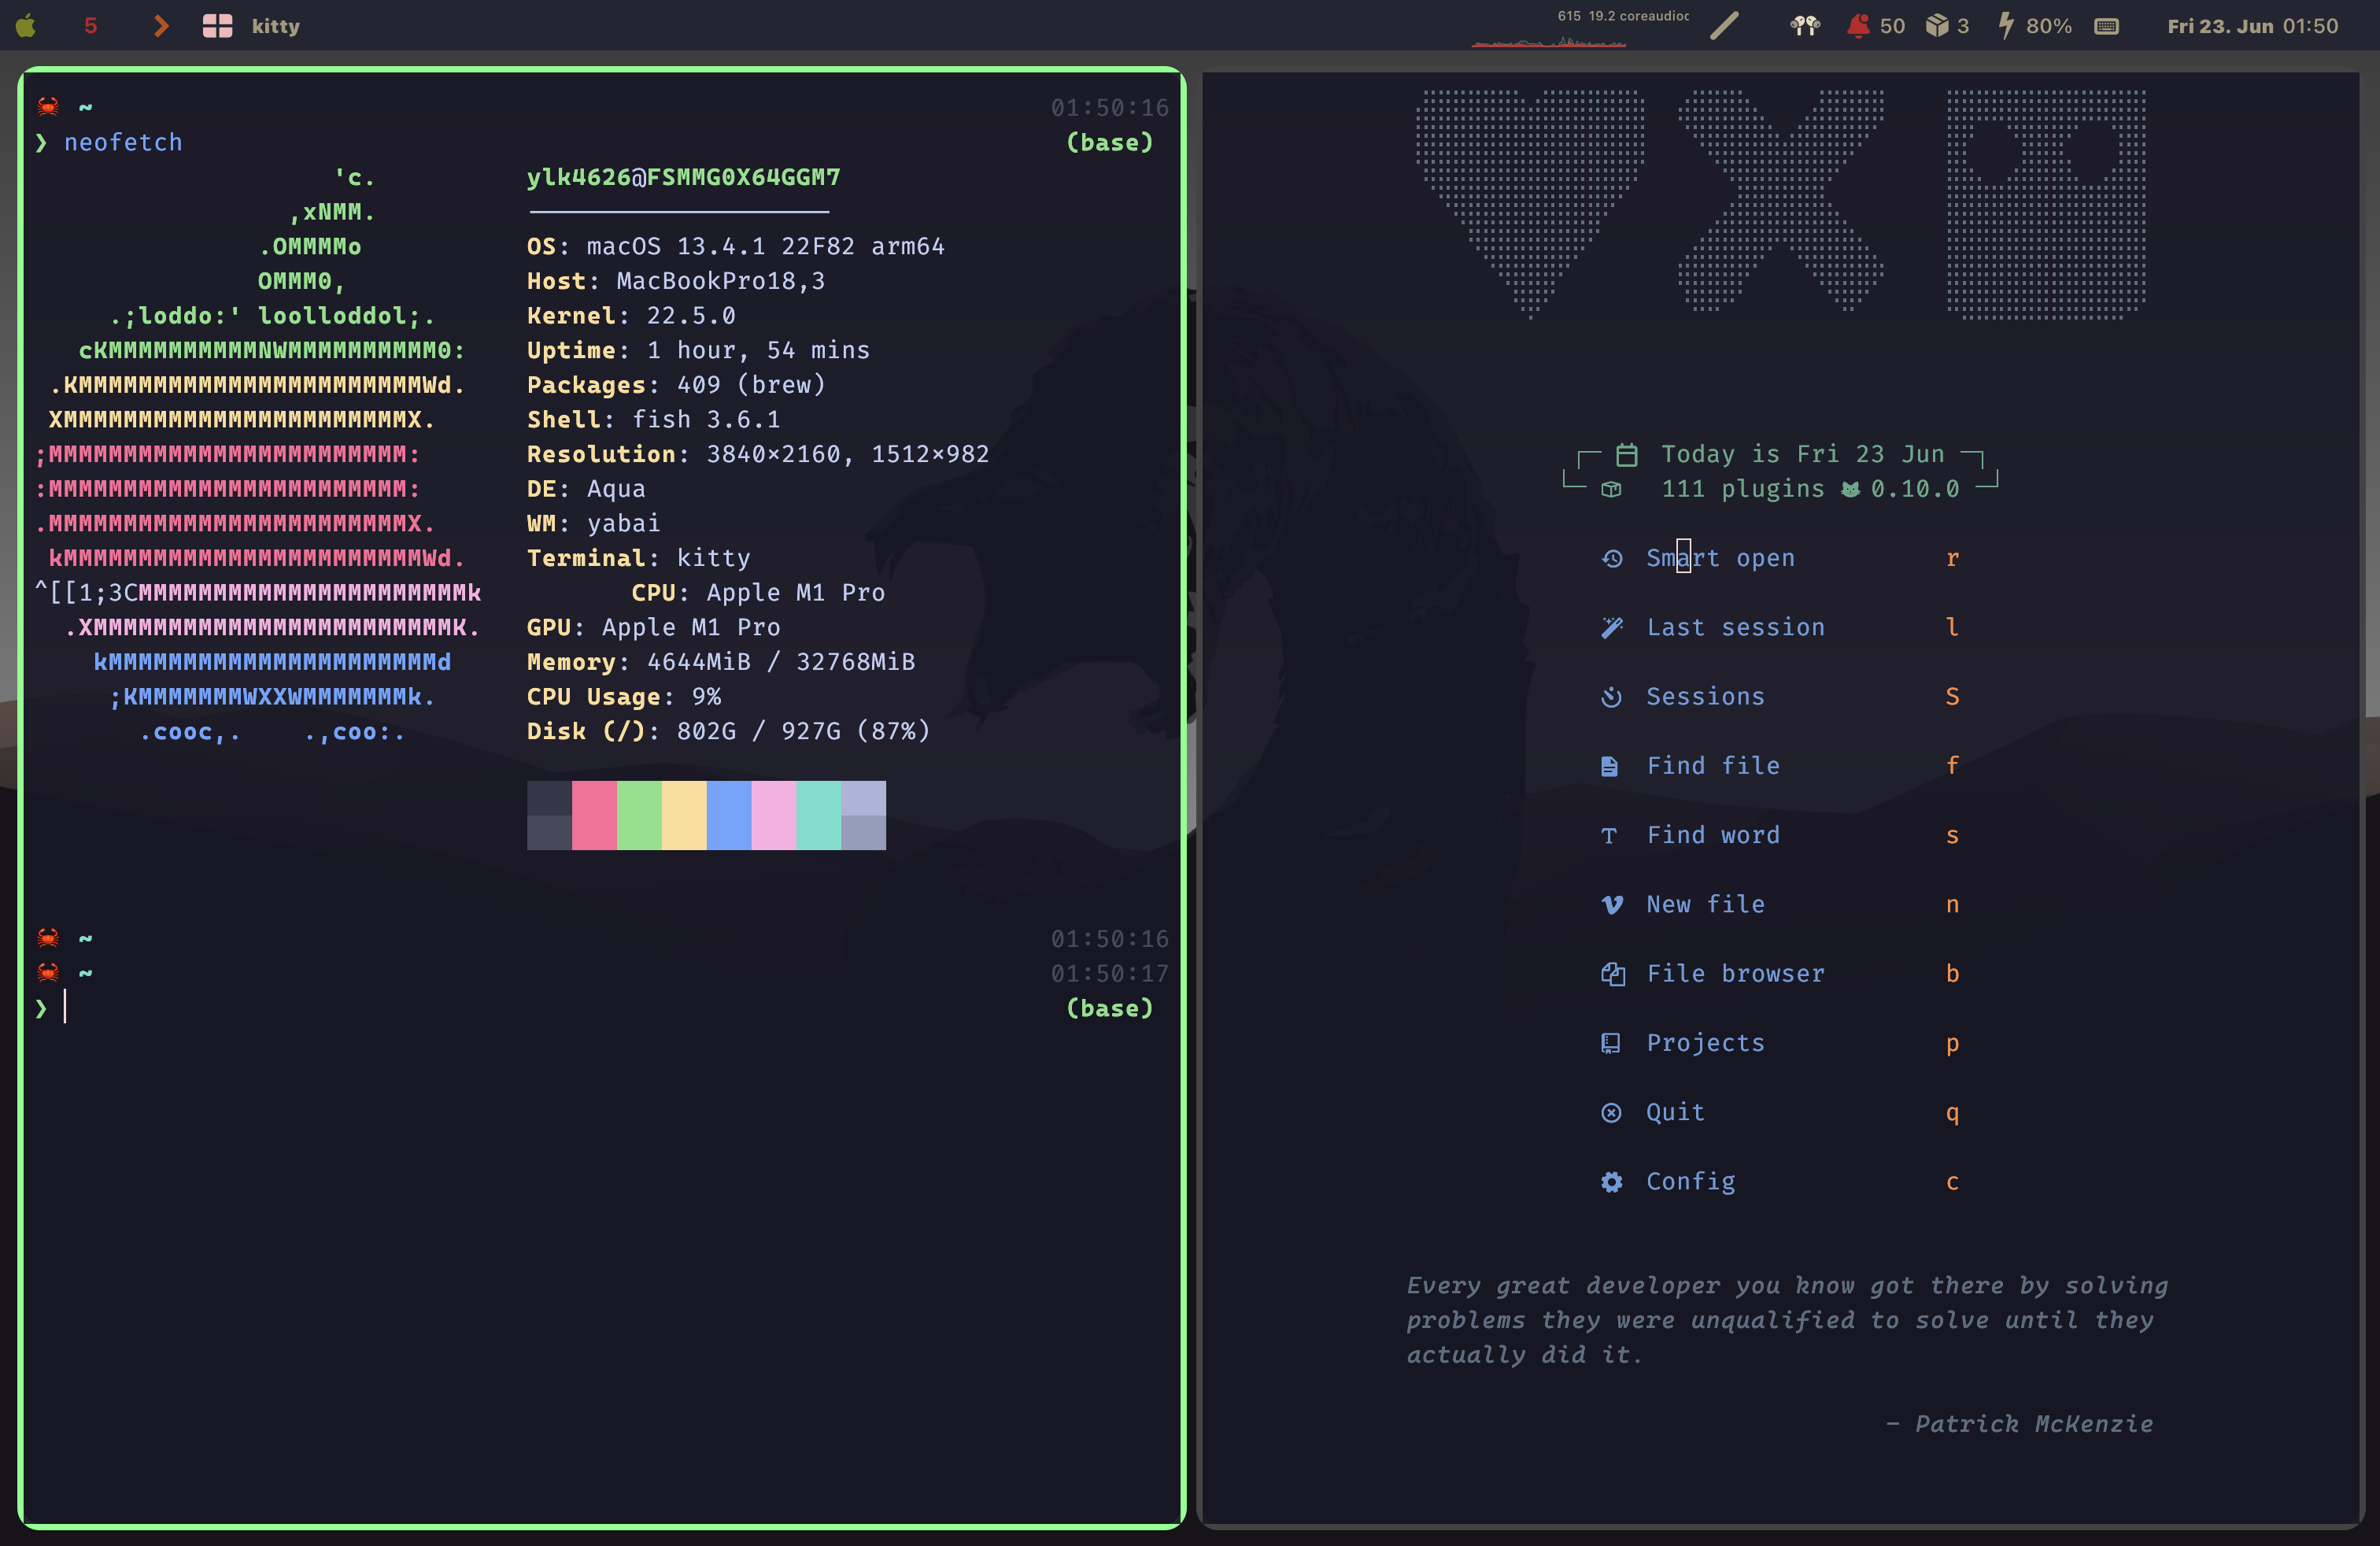 5 kitty 615 19.2 coreaudioc 50 3 80% Fri 23. Jun 01:50
~ 01:50:16
❯ neofetch (base)
'c. ylk4626@FSMMG0X64GGM7
,xNMM. ――――――――――――――――――――
.OMMMMo OS: macOS 13.4.1 22F82 arm64
OMMM0, Host: MacBookPro18,3
.;loddo:' loolloddol;. Kernel: 22.5.0
cKMMMMMMMMMMNWMMMMMMMMMM0: Uptime: 1 hour, 54 mins
.KMMMMMMMMMMMMMMMMMMMMMMMWd. Packages: 409 (brew)
XMMMMMMMMMMMMMMMMMMMMMMMX. Shell: fish 3.6.1
;MMMMMMMMMMMMMMMMMMMMMMMM: Resolution: 3840×2160, 1512×982
:MMMMMMMMMMMMMMMMMMMMMMMM: DE: Aqua
.MMMMMMMMMMMMMMMMMMMMMMMMX. WM: yabai
kMMMMMMMMMMMMMMMMMMMMMMMMWd. Terminal: kitty
^[[1;3CMMMMMMMMMMMMMMMMMMMMMMk CPU: Apple M1 Pro
.XMMMMMMMMMMMMMMMMMMMMMMMMK. GPU: Apple M1 Pro
kMMMMMMMMMMMMMMMMMMMMMMd Memory: 4644MiB / 32768MiB
;KMMMMMMMWXXWMMMMMMMk. CPU Usage: 9%
.cooc,. .,coo:. Disk (/): 802G / 927G (87%)
~ 01:50:16
~ 01:50:17
❯ (base)
VXD
Today is Fri 23 Jun
111 plugins 0.10.0
Smart open r
Last session l
Sessions S
Find file f
Find word s
New file n
File browser b
Projects p
Quit q
Config c
Every great developer you know got there by solving
problems they were unqualified to solve until they
actually did it.
- Patrick McKenzie